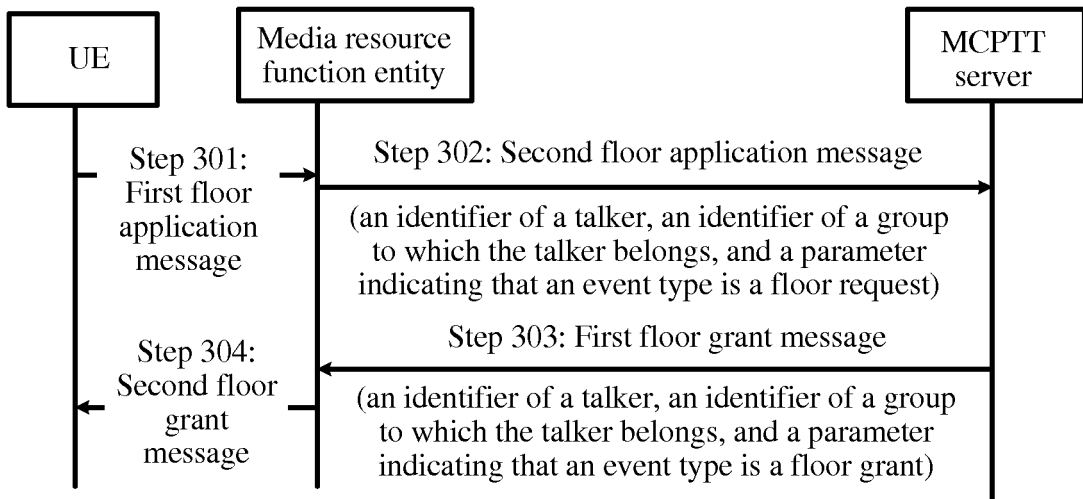 UE
Media resource
function entity
MCPTT
server
Step 301:
First floor
application
message
Step 302: Second floor application message
(an identifier of a talker, an identifier of a group
to which the talker belongs, and a parameter
indicating that an event type is a floor request)
Step 303: First floor grant message
Step 304:
Second floor
grant
message
(an identifier of a talker, an identifier of a group
to which the talker belongs, and a parameter
indicating that an event type is a floor grant)